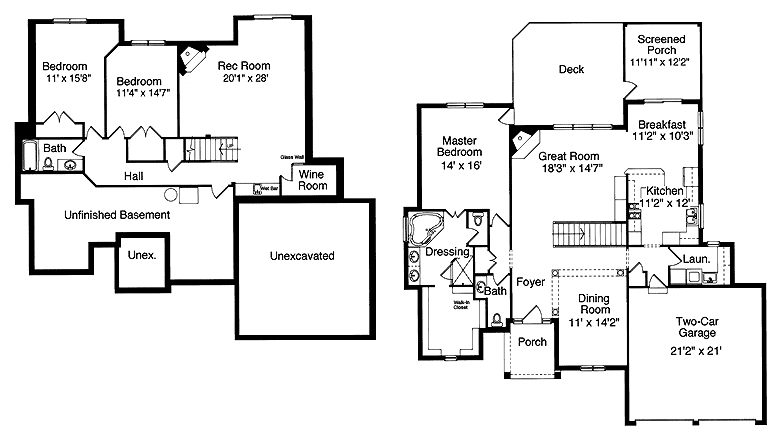 Bedroom
11' x 15'8"
Bedroom
11'4" x 14'7"
Rec Room
20'1" x 28'
Bath
Hall
Glass Wall
Wet Bar
Wine
Room
Unfinished Basement
Unex.
Unexcavated
Deck
Screened
Porch
11'11" x 12'2"
Master
Bedroom
14' x 16'
Great Room
18'3" x 14'7"
Breakfast
11'2" x 10'3"
Kitchen
11'2" x 12'
Dressing
Laun.
Bath
Foyer
Walk-in
Closet
Dining
Room
11' x 14'2"
Porch
Two-Car
Garage
21'2" x 21'